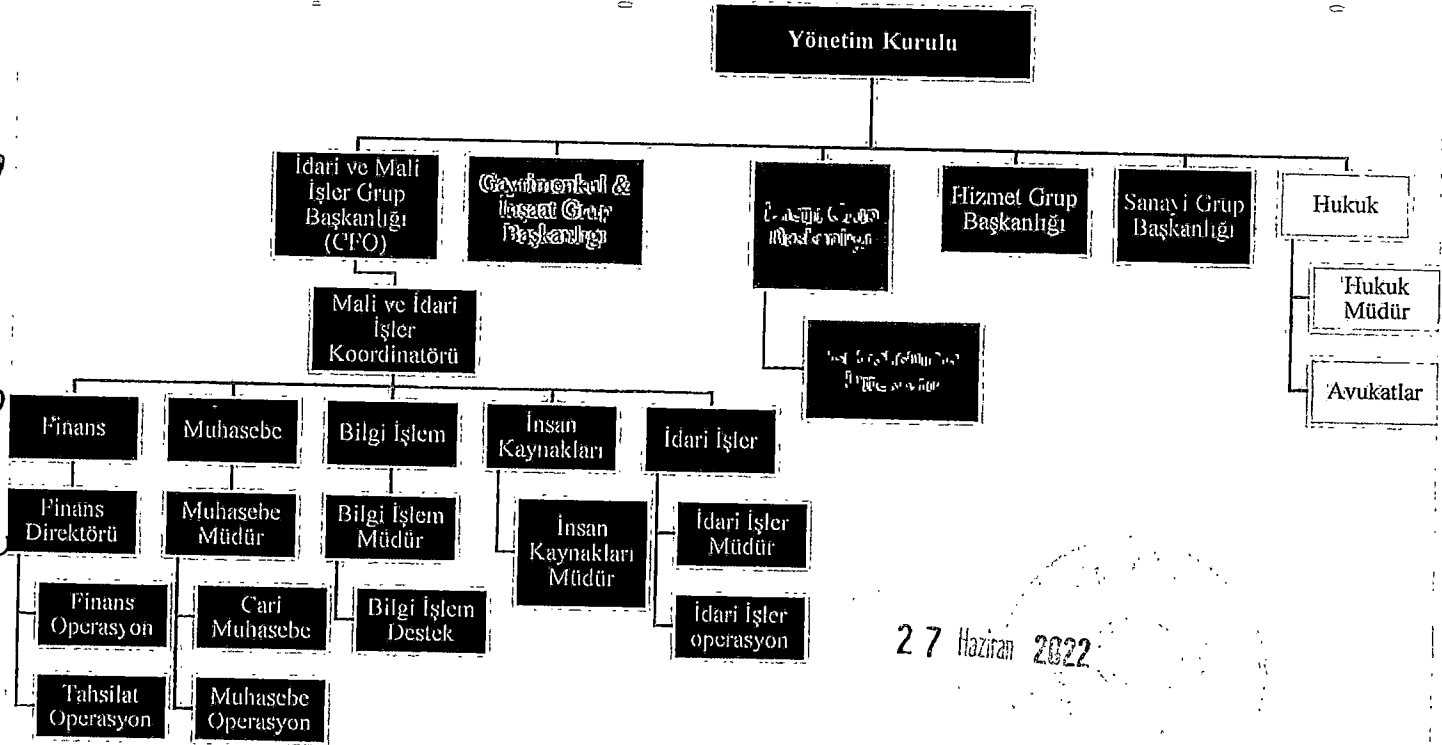 Yönetim Kurulu
İdari ve Mali
İşler Grup
Başkanlığı
(CFO)
Gayrimenkul &
İnşaat Grup
Başkanlığı
Hizmet Grup
Başkanlığı
Sanayi Grup
Başkanlığı
Hukuk
Hukuk
Müdür
Avukatlar
Mali ve İdari
İşler
Koordinatörü
Finans
Muhasebe
Bilgi İşlem
İnsan
Kaynakları
İdari İşler
Finans
Direktörü
Muhasebe
Müdür
Bilgi İşlem
Müdür
İnsan
Kaynakları
Müdür
İdari İşler
Müdür
Finans
Operasyon
Cari
Muhasebe
Bilgi İşlem
Destek
İdari İşler
operasyon
Tahsilat
Operasyon
Muhasebe
Operasyon
27 Haziran 2022